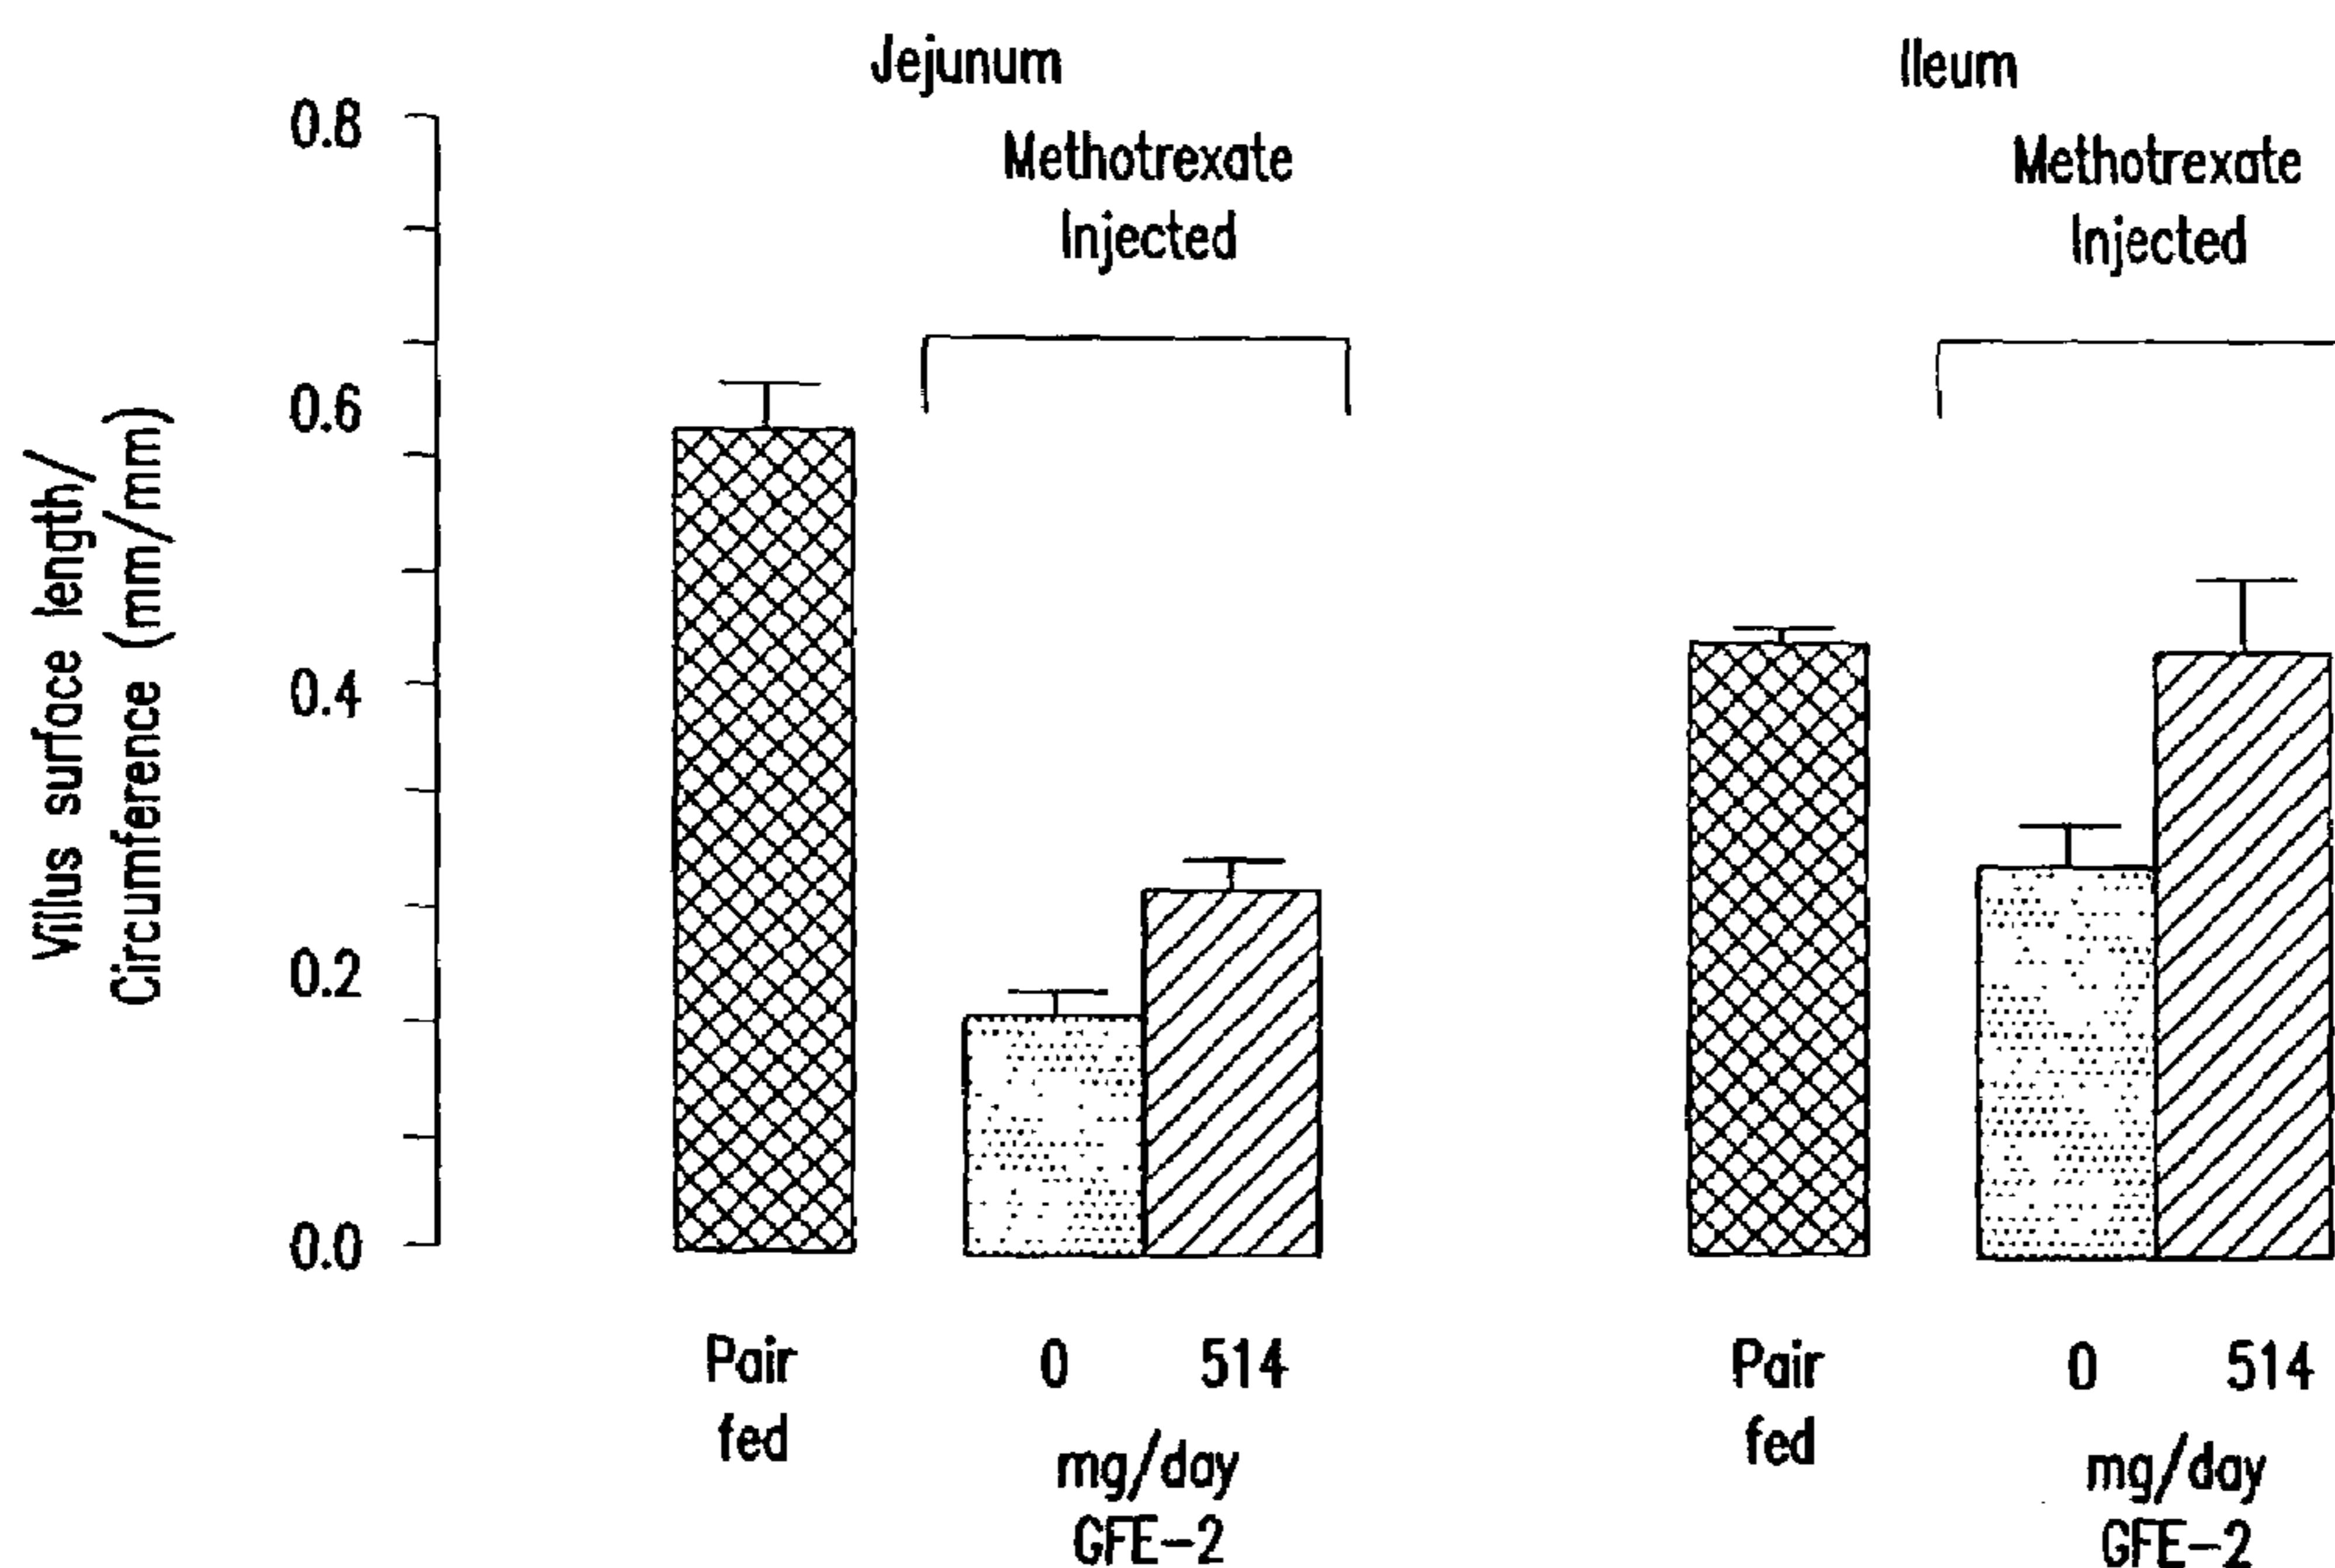 Jejunum
Ileum
Methotrexate
Injected
Methotrexate
Injected
Villus surface length/
Circumference (mm/mm)
0.8
0.6
0.4
0.2
0.0
Pair
fed
0
514
mg/day
GFE-2
Pair
fed
0
514
mg/day
GFE-2